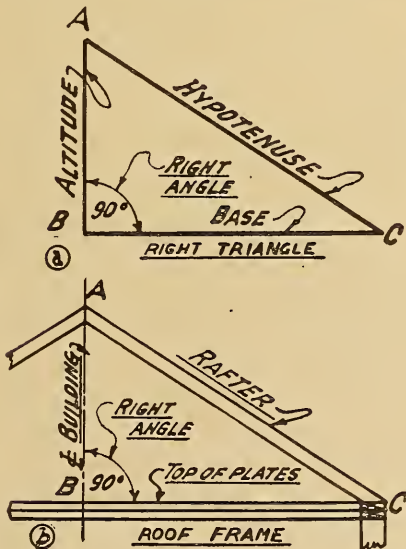 A
ALTITUDE
HYPOTENUSE
RIGHT
ANGLE
90°
B
BASE
C
RIGHT TRIANGLE
a
A
RAFTER
℄ BUILDING
RIGHT
ANGLE
B
90°
TOP OF PLATES
C
b
ROOF FRAME